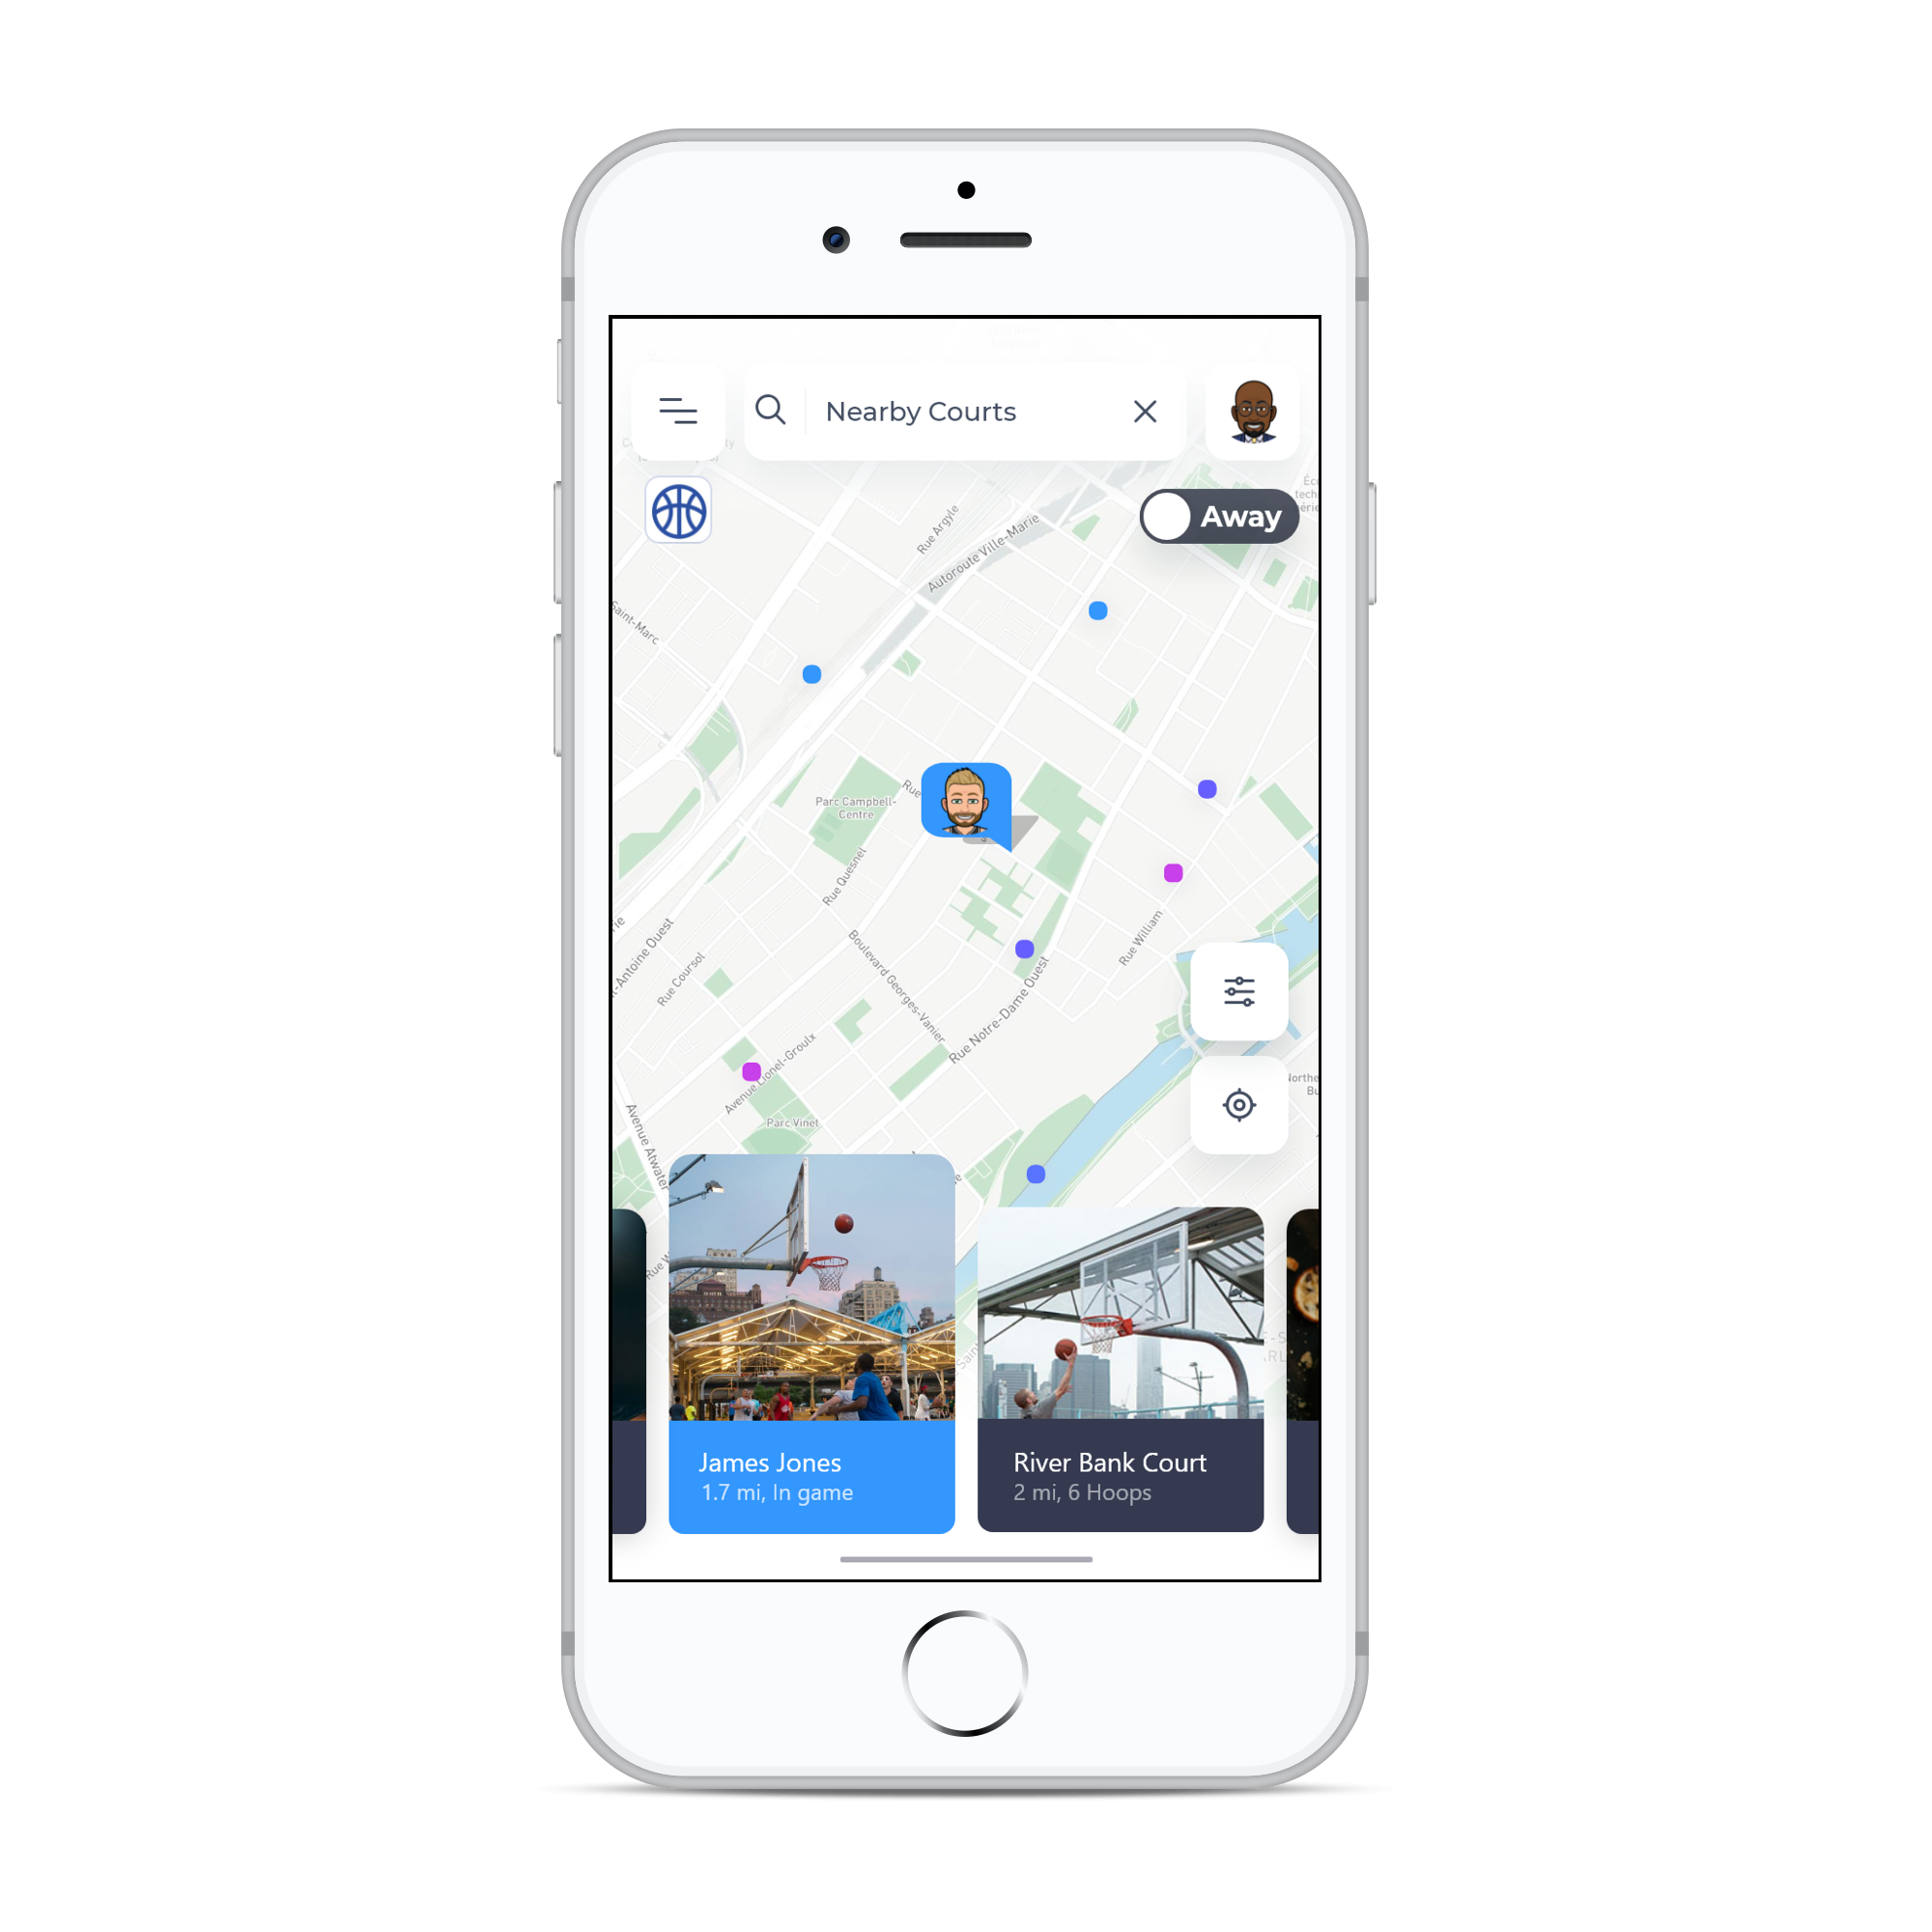 Nearby Courts
Away
Rue Argyle
Autoroute Ville-Marie
Saint-Marc
Parc Campbell-
Centre
Rue
Rue Quesnel
Rue William
Antoine Ouest
Rue Coursol
Boulevard Georges-Vanier
Rue Notre-Dame Ouest
Avenue Lionel-Groulx
Parc Vinet
Avenue Atwater
James Jones
1.7 mi, In game
River Bank Court
2 mi, 6 Hoops